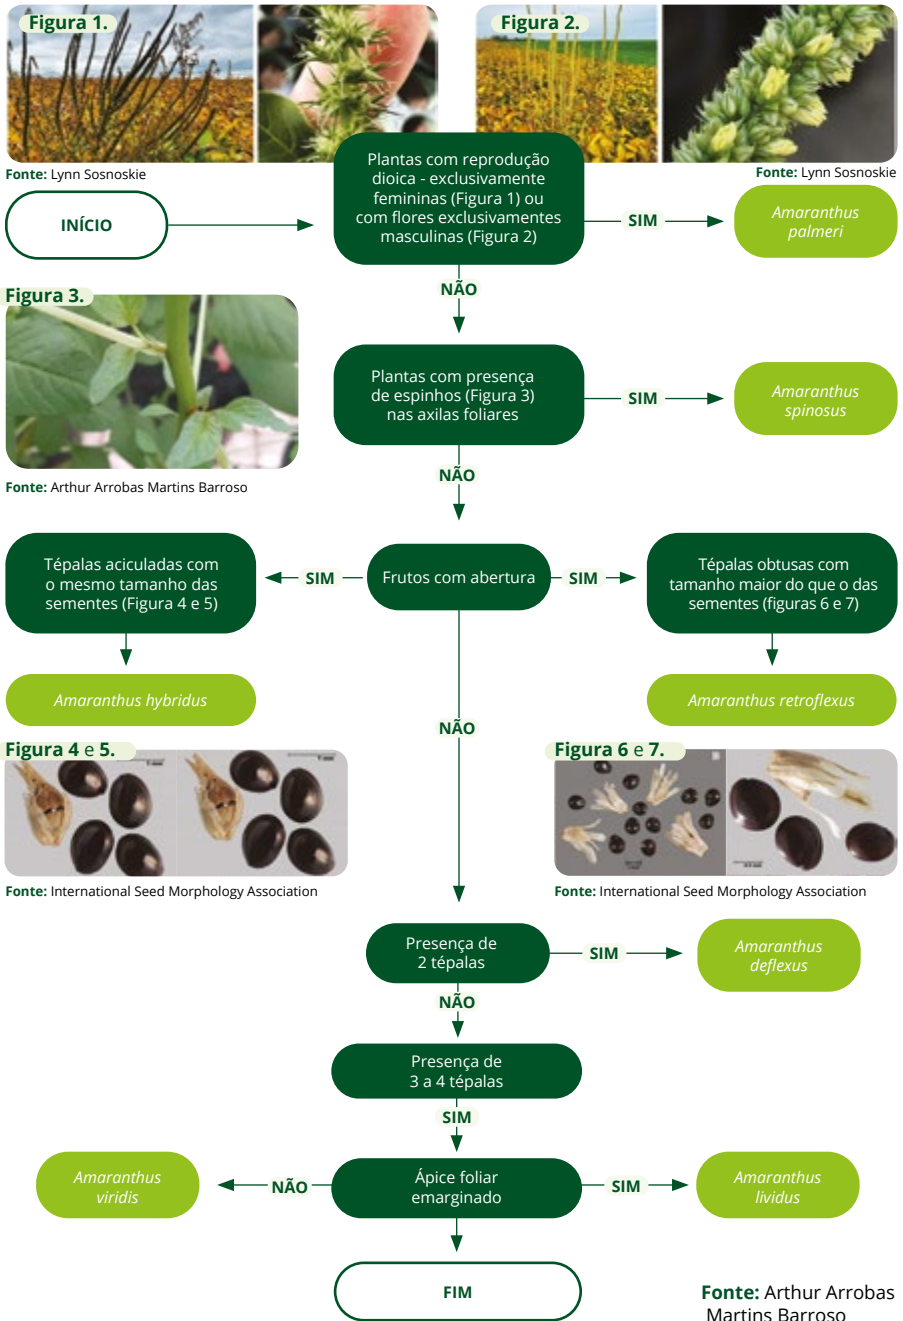 Figura 1.
Figura 2.
Fonte: Lynn Sosnoskie
Fonte: Lynn Sosnoskie
INÍCIO
Plantas com reprodução
dioica - exclusivamente
femininas (Figura 1) ou
com flores exclusivamentes
masculinas (Figura 2)
SIM
Amaranthus
palmeri
NÃO
Figura 3.
Fonte: Arthur Arrobas Martins Barroso
Plantas com presença
de espinhos (Figura 3)
nas axilas foliares
SIM
Amaranthus
spinosus
NÃO
Tépalas aciculadas com
o mesmo tamanho das
sementes (Figura 4 e 5)
SIM
Frutos com abertura
SIM
Tépalas obtusas com
tamanho maior do que o das
sementes (figuras 6 e 7)
Amaranthus hybridus
Amaranthus retroflexus
NÃO
Figura 4 e 5.
Fonte: International Seed Morphology Association
Figura 6 e 7.
Fonte: International Seed Morphology Association
Presença de
2 tépalas
SIM
Amaranthus
deflexus
NÃO
Presença de
3 a 4 tépalas
SIM
Amaranthus
viridis
NÃO
Ápice foliar
emarginado
SIM
Amaranthus
lividus
FIM
Fonte: Arthur Arrobas
Martins Barroso